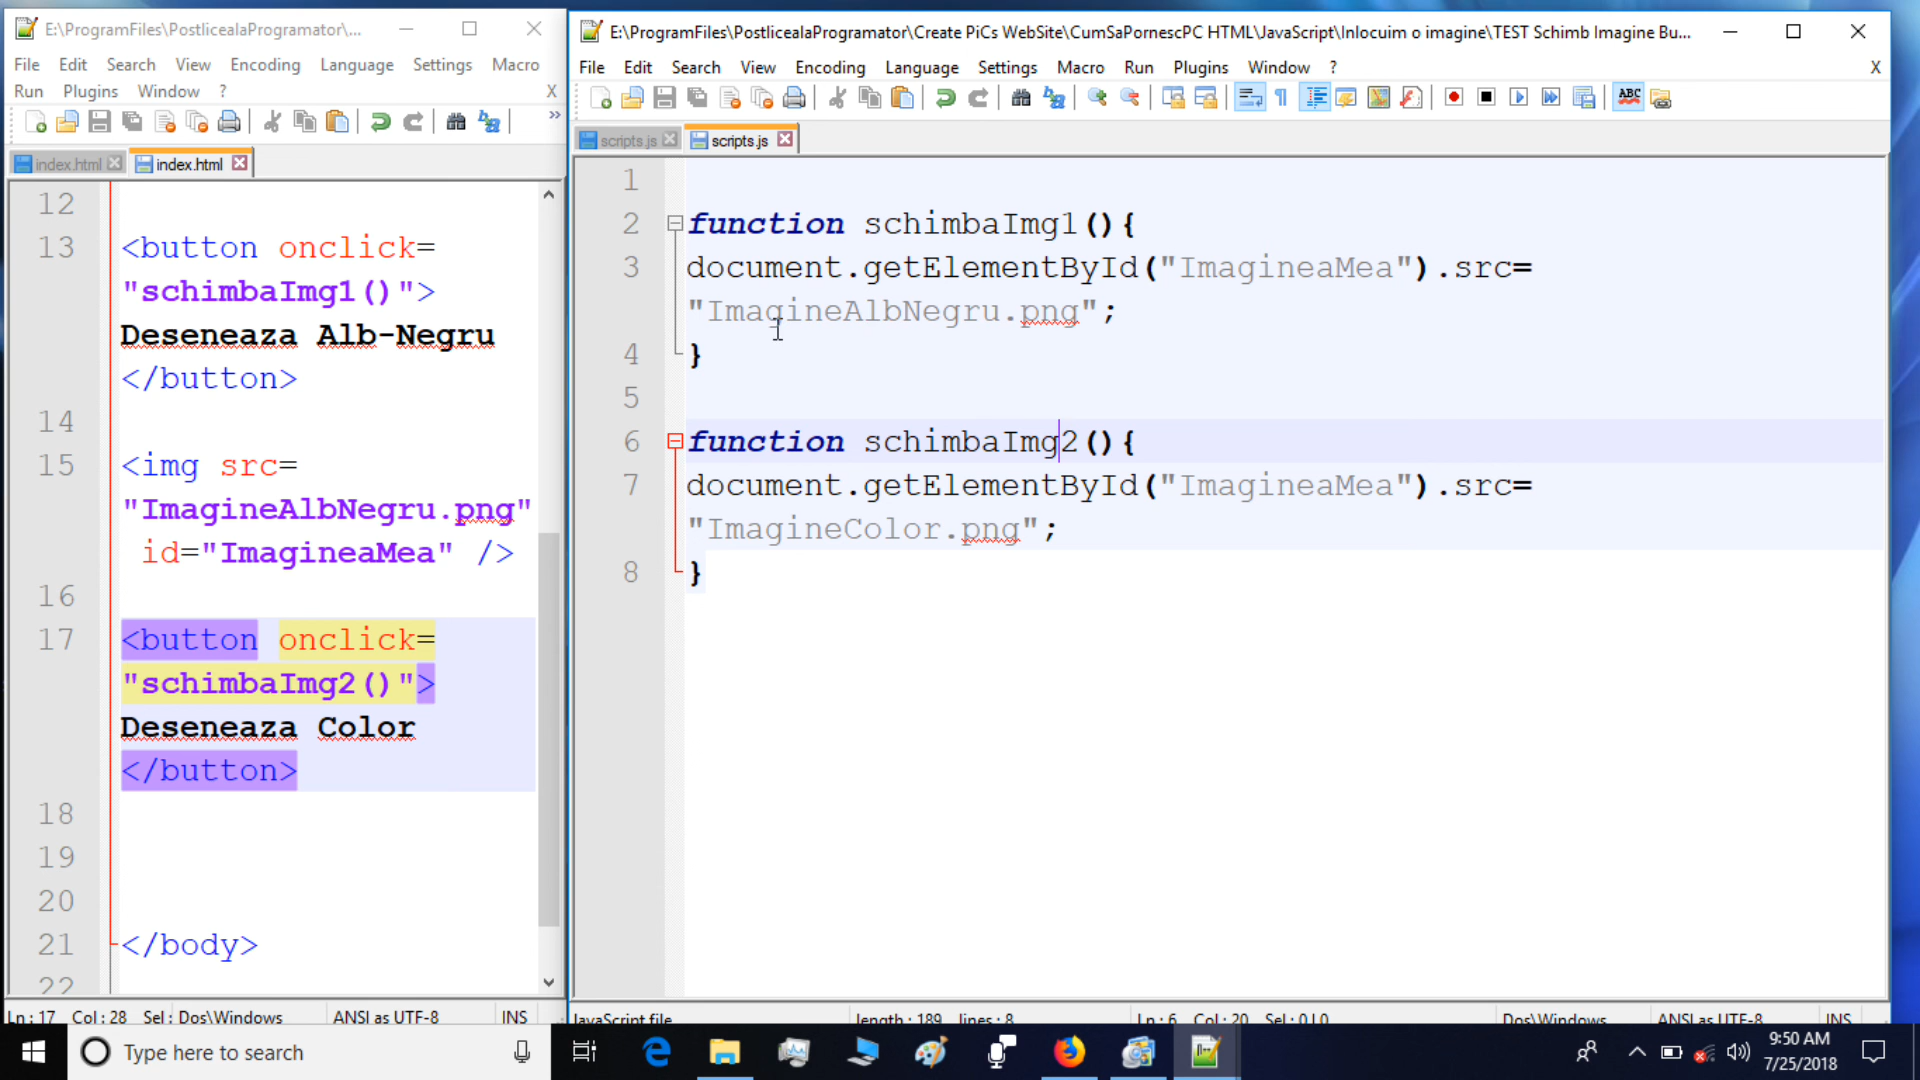 E:\ProgramFiles\PostlicealaProgramator\...
File Edit Search View Encoding Language Settings Macro
Run Plugins Window ? X
»
index.html index.html
12
13 <button onclick=
"schimbaImg1()">
Deseneaza Alb-Negru
</button>
14
15 <img src=
"ImagineAlbNegru.png"
id="ImagineaMea" />
16
17 <button onclick=
"schimbaImg2()">
Deseneaza Color
</button>
18
19
20
21 </body>
22
Ln : 17 Col : 28 Sel : Dos\Windows ANSI as UTF-8 INS
E:\ProgramFiles\PostlicealaProgramator\Create PiCs WebSite\CumSaPornescPC HTML\JavaScript\Inlocuim o imagine\TEST Schimb Imagine Bu...
File Edit Search View Encoding Language Settings Macro Run Plugins Window ? X
ABC
scripts.js scripts.js
1
2 function schimbaImg1(){
3 document.getElementById("ImagineaMea").src=
"ImagineAlbNegru.png";
4 }
5
6 function schimbaImg2(){
7 document.getElementById("ImagineaMea").src=
"ImagineColor.png";
8 }
JavaScript file length : 189 lines : 8 Ln : 6 Col : 20 Sel : 0 | 0 Dos\Windows ANSI as UTF-8 INS
Type here to search
9:50 AM
7/25/2018